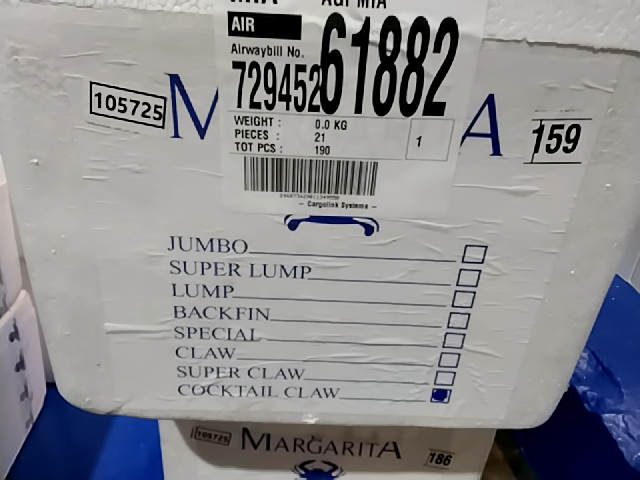 AIR
Airwaybill No.
72945261882
WEIGHT : 0.0 KG
PIECES : 21
TOT PCS : 190
1
105725
M A
159
– Cargolink Systems –
JUMBO
SUPER LUMP
LUMP
BACKFIN
SPECIAL
CLAW
SUPER CLAW
COCKTAIL CLAW
105725
MARGARITA
186